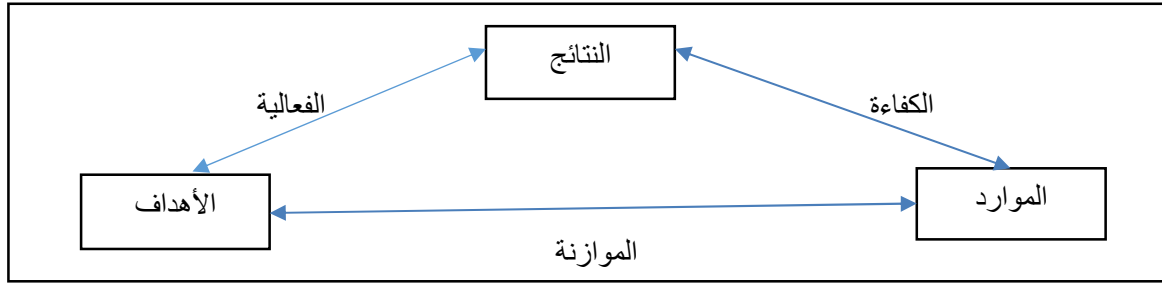 النتائج
الكفاءة
الفعالية
الموارد
الأهداف
الموازنة